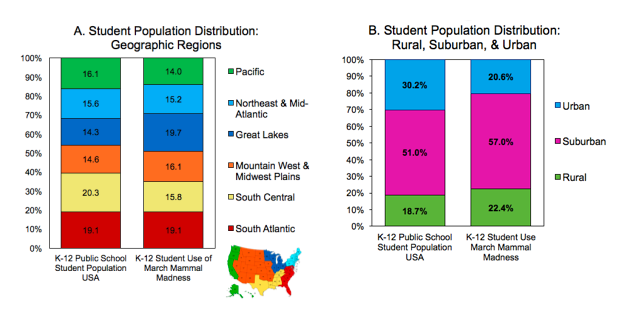 A. Student Population Distribution:
Geographic Regions
100%
90%
80%
70%
60%
50%
40%
30%
20%
10%
0%
16.1
15.6
14.3
14.6
20.3
19.1
14.0
15.2
19.7
16.1
15.8
19.1
K-12 Public School
Student Population
USA
K-12 Student Use of
March Mammal
Madness
Pacific
Northeast & Mid-
Atlantic
Great Lakes
Mountain West &
Midwest Plains
South Central
South Atlantic
B. Student Population Distribution:
Rural, Suburban, & Urban
100%
90%
80%
70%
60%
50%
40%
30%
20%
10%
0%
30.2%
51.0%
18.7%
20.6%
57.0%
22.4%
K-12 Public School
Student Population
USA
K-12 Student Use
March Mammal
Madness
Urban
Suburban
Rural